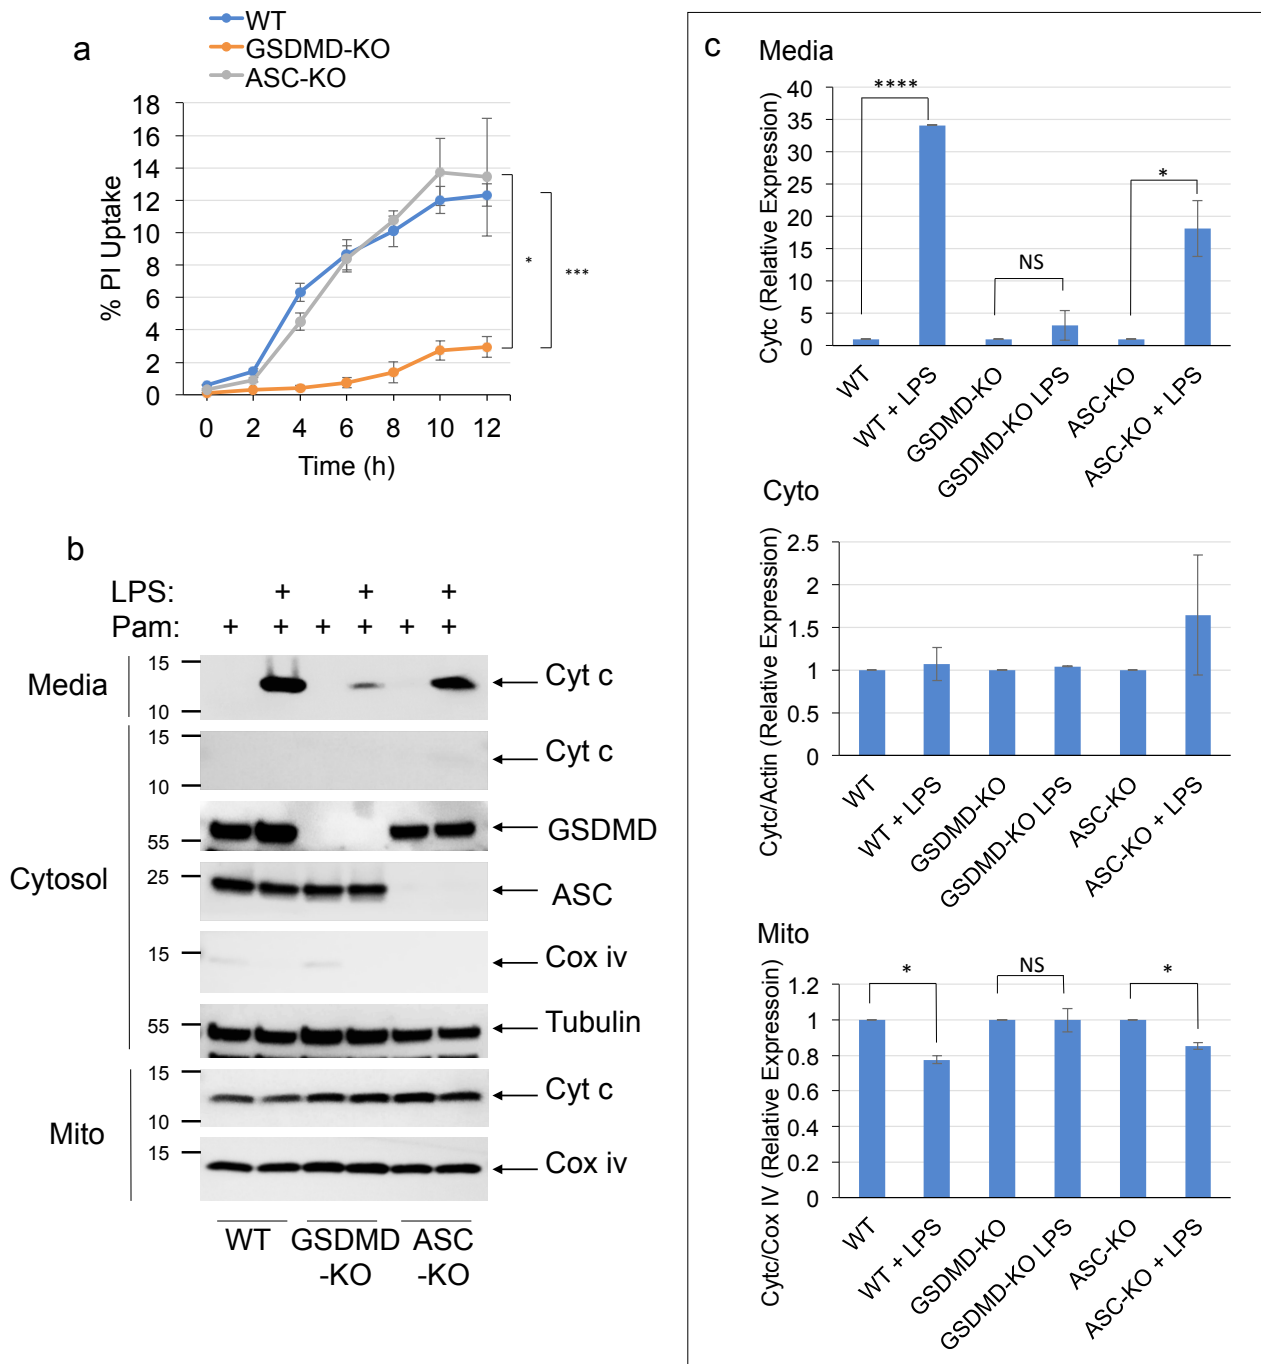 a
WT
GSDMD-KO
ASC-KO
18
16
14
12
10
8
6
4
2
0
% PI Uptake
0 2 4 6 8 10 12
Time (h)
*
***
b
LPS: + + +
Pam: + + + + + +
Media
15
10
Cyt c
Cytosol
15
10
Cyt c
55
GSDMD
25
ASC
15
Cox iv
55
Tubulin
Mito
15
10
Cyt c
15
Cox iv
WT GSDMD -KO ASC -KO
c
Media
Cytc (Relative Expression)
40
35
30
25
20
15
10
5
0
****
NS
*
WT
WT + LPS
GSDMD-KO
GSDMD-KO LPS
ASC-KO
ASC-KO + LPS
Cyto
Cytc/Actin (Relative Expression)
2.5
2
1.5
1
0.5
0
WT
WT + LPS
GSDMD-KO
GSDMD-KO LPS
ASC-KO
ASC-KO + LPS
Mito
Cytc/Cox IV (Relative Expressoin)
1.2
1
0.8
0.6
0.4
0.2
0
*
NS
*
WT
WT + LPS
GSDMD-KO
GSDMD-KO LPS
ASC-KO
ASC-KO + LPS